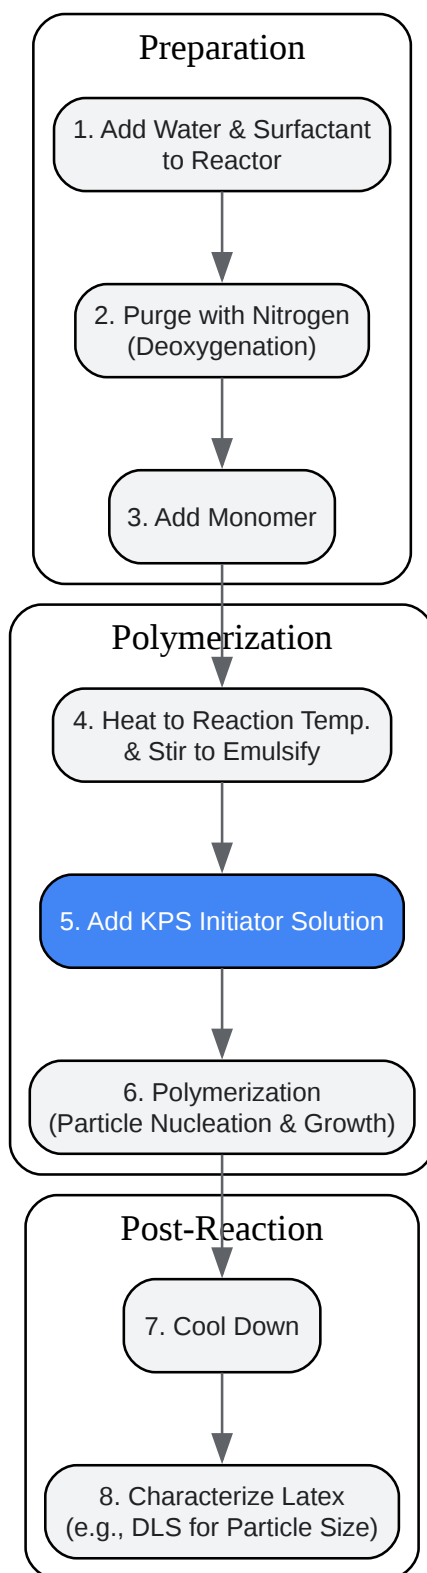 Preparation
1. Add Water & Surfactant
to Reactor
2. Purge with Nitrogen
(Deoxygenation)
3. Add Monomer
Polymerization
4. Heat to Reaction Temp.
& Stir to Emulsify
5. Add KPS Initiator Solution
6. Polymerization
(Particle Nucleation & Growth)
Post-Reaction
7. Cool Down
8. Characterize Latex
(e.g., DLS for Particle Size)